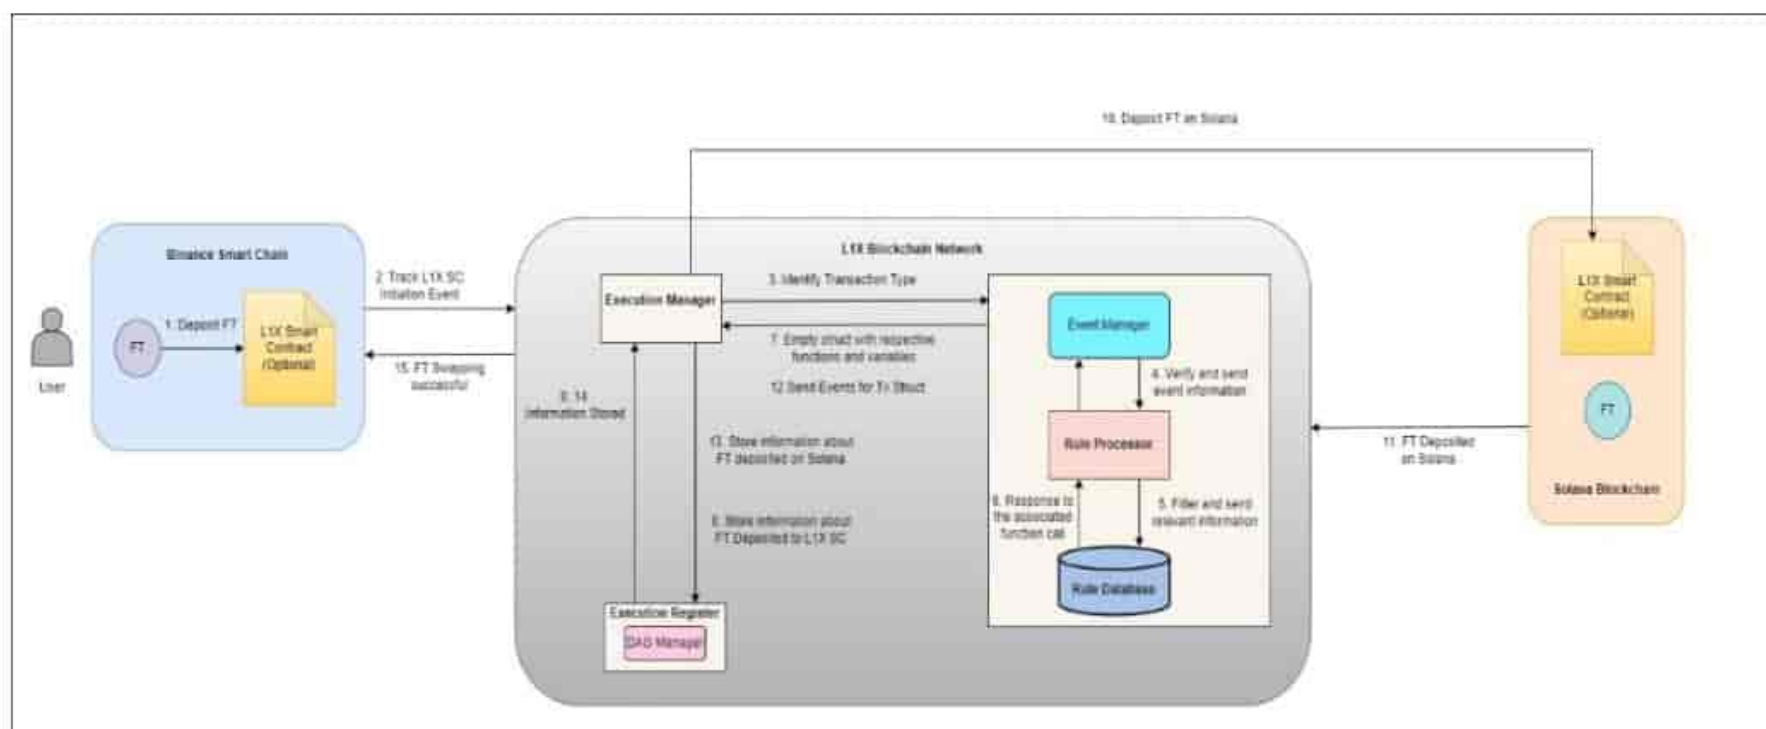 10. Deposit FT on Solana
Binance Smart Chain
L1X Blockchain Network
2. Track L1X SC
Initiation Event
Execution Manager
3. Identify Transaction Type
L1X Smart
Contract
(Optional)
1. Deposit FT
FT
L1X Smart
Contract
(Optional)
Event Manager
7. Empty struct with respective
functions and variables
15. FT Swapping
successful
User
4. Verify and send
event information
12 Send Events for Tx Struct
14
Information Stored
FT
Rule Processor
13. Store information about
FT deposited on Solana
11. FT Deposited
on Solana
Solana Blockchain
Response to
the associated
function call
5. Filter and send
relevant information
Store information about
FT Deposited to L1X SC
Rule Database
Execution Register
DAG Manager